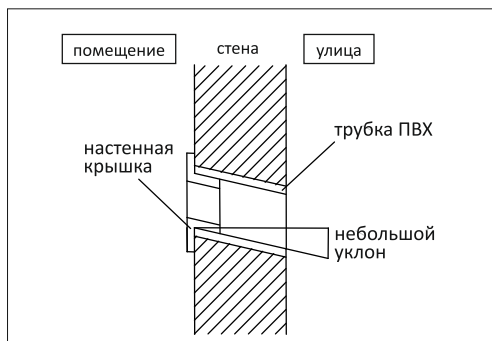 помещение
стена
улица
трубка ПВХ
настенная
крышка
небольшой
уклон